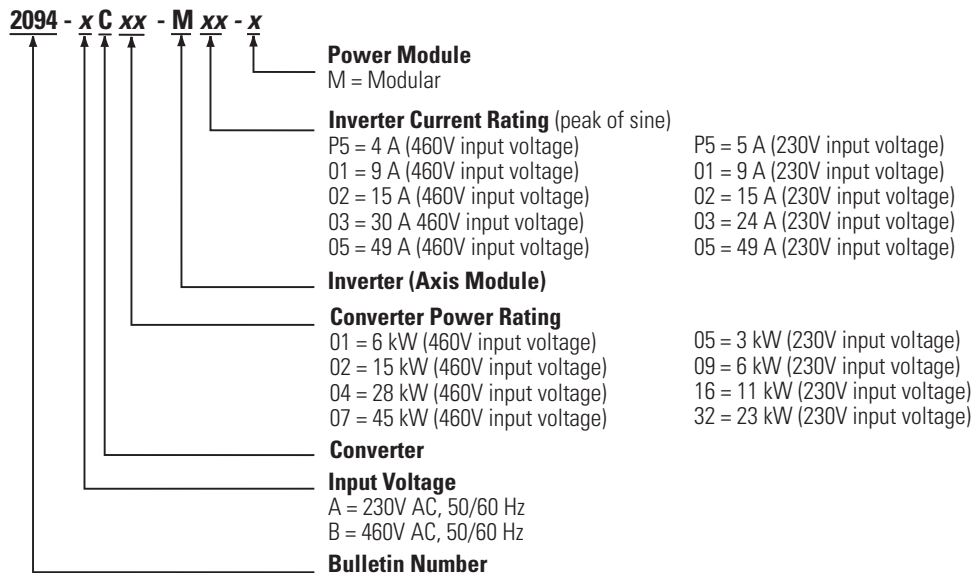 2094 - x C xx - M xx - x
Power Module
M = Modular
Inverter Current Rating (peak of sine)
P5 = 4 A (460V input voltage)
01 = 9 A (460V input voltage)
02 = 15 A (460V input voltage)
03 = 30 A 460V input voltage)
05 = 49 A (460V input voltage)
P5 = 5 A (230V input voltage)
01 = 9 A (230V input voltage)
02 = 15 A (230V input voltage)
03 = 24 A (230V input voltage)
05 = 49 A (230V input voltage)
Inverter (Axis Module)
Converter Power Rating
01 = 6 kW (460V input voltage)
02 = 15 kW (460V input voltage)
04 = 28 kW (460V input voltage)
07 = 45 kW (460V input voltage)
05 = 3 kW (230V input voltage)
09 = 6 kW (230V input voltage)
16 = 11 kW (230V input voltage)
32 = 23 kW (230V input voltage)
Converter
Input Voltage
A = 230V AC, 50/60 Hz
B = 460V AC, 50/60 Hz
Bulletin Number